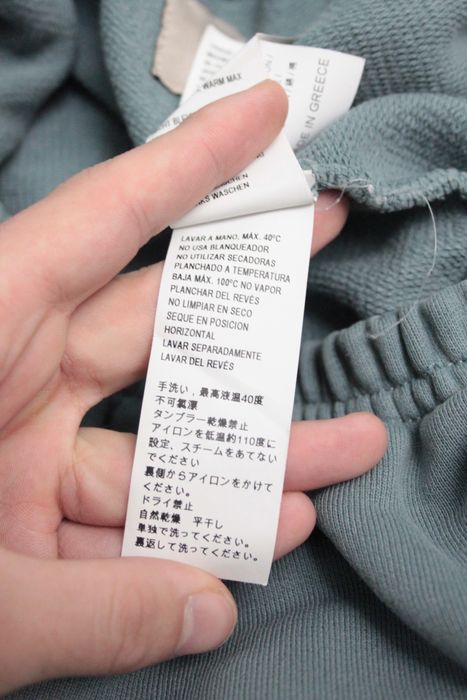 WARM MAX
IN GREECE
WASCHEN
NKS WASCHEN
LAVAR A MANO, MÁX. 40ºC
NO USA BLANQUEADOR
NO UTILIZAR SECADORAS
PLANCHADO A TEMPERATURA
BAJA MÁX. 100ºC NO VAPOR
PLANCHAR DEL REVÉS
NO LIMPIAR EN SECO
SEQUE EN POSICIÓN
HORIZONTAL
LAVAR SEPARADAMENTE
LAVAR DEL REVÉS
手洗い, 最高液温40度
不可氯漂
タンブラー乾燥禁止
アイロンを低温約110度に
設定、スチームをあてない
でください
裏側からアイロンをかけて
ください。
ドライ禁止
自然乾燥 平干し
単独で洗ってください。
裏返して洗ってください。